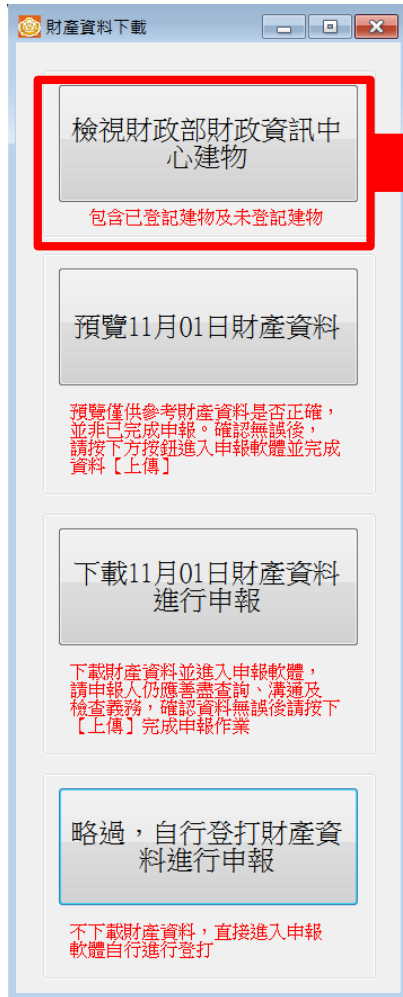 財產資料下載
檢視財政部財政資訊中
心建物
包含已登記建物及未登記建物
預覽11月01日財產資料
預覽僅供參考財產資料是否正確，
並非已完成申報。確認無誤後，
請按下方按鈕進入申報軟體並完成
資料【上傳】
下載11月01日財產資料
進行申報
下載財產資料並進入申報軟體，
請申報人仍應善盡查詢、溝通及
檢查義務，確認資料無誤後請按下
【上傳】完成申報作業
略過，自行登打財產資
料進行申報
不下載財產資料，直接進入申報
軟體自行進行登打